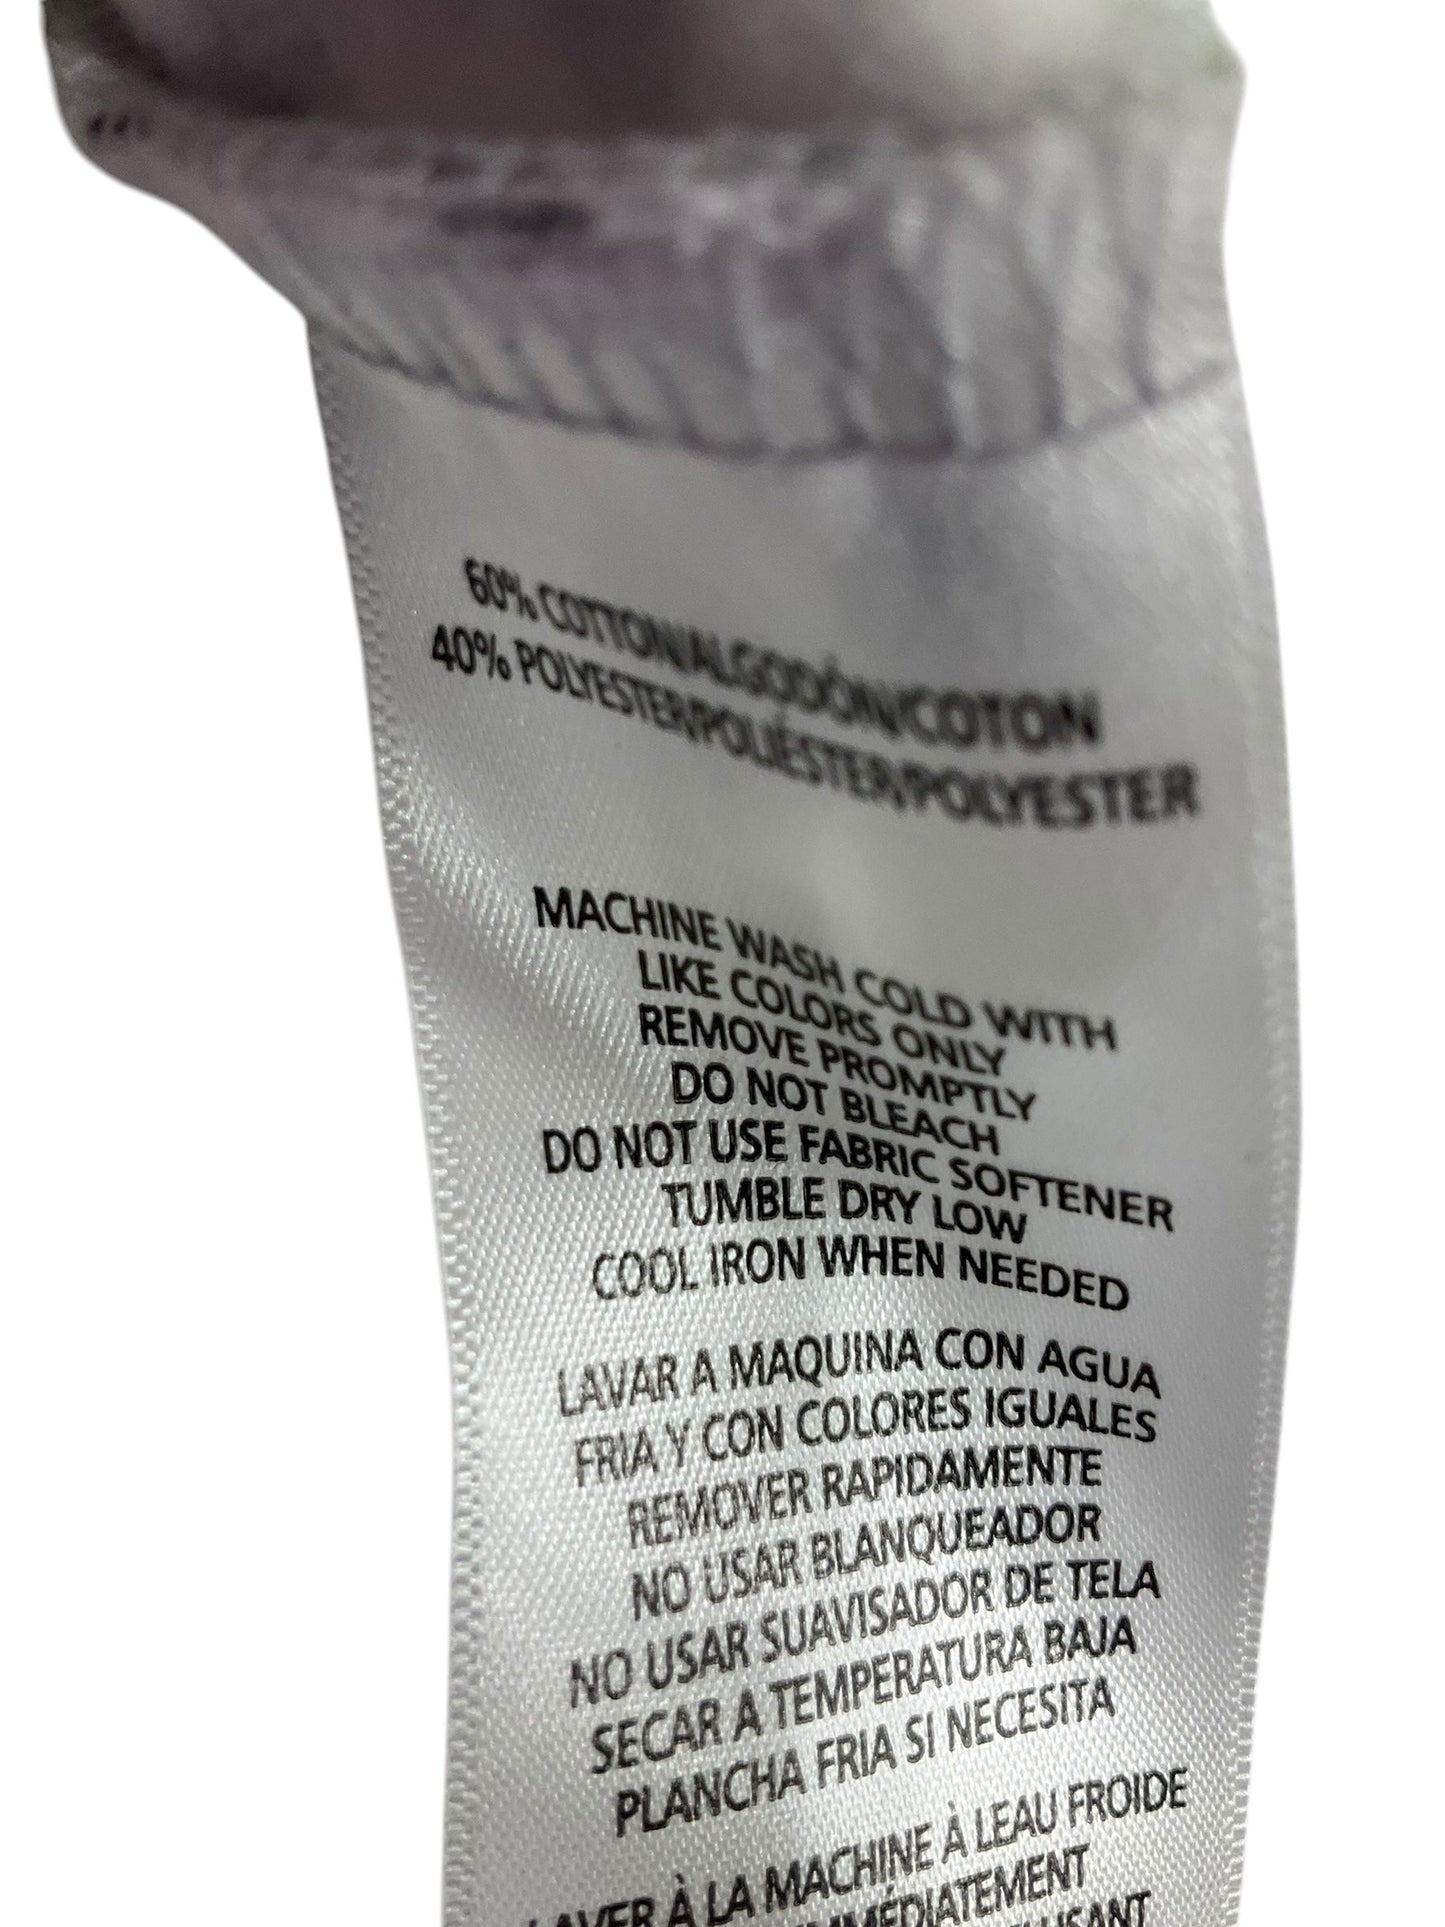 60% COTTON/ALGODÓN/COTON
40% POLYESTER/POLIÉSTER/POLYESTER
MACHINE WASH COLD WITH
LIKE COLORS ONLY
REMOVE PROMPTLY
DO NOT BLEACH
DO NOT USE FABRIC SOFTENER
TUMBLE DRY LOW
COOL IRON WHEN NEEDED
LAVAR A MAQUINA CON AGUA
FRIA Y CON COLORES IGUALES
REMOVER RAPIDAMENTE
NO USAR BLANQUEADOR
NO USAR SUAVISADOR DE TELA
SECAR A TEMPERATURA BAJA
PLANCHA FRIA SI NECESITA
LAVER À LA MACHINE À LEAU FROIDE